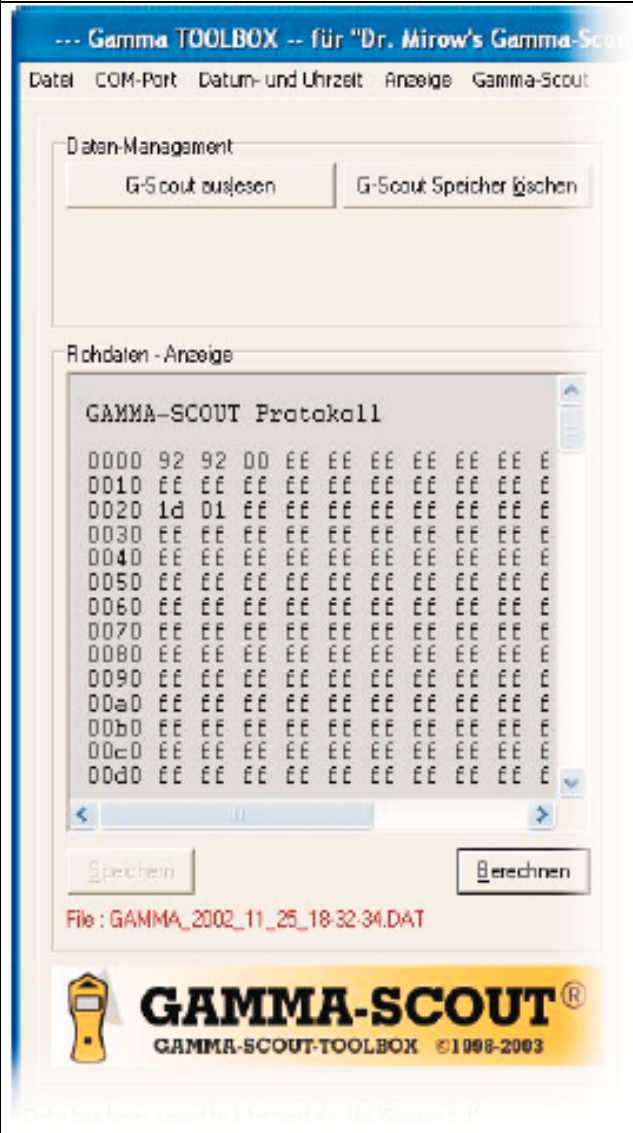 --- Gamma TOOLBOX -- für "Dr. Mirow's Gamma-Sco
Datei COM-Port Datum- und Uhrzeit Anzeige Gamma-Scout
Daten-Management
G-Scout auslesen G-Scout Speicher löschen
Rohdaten - Anzeige
GAMMA-SCOUT Protokoll
0000 92 92 00 ff ff ff ff ff ff f
0010 ff ff ff ff ff ff ff ff ff f
0020 1d 01 ff ff ff ff ff ff ff f
0030 ff ff ff ff ff ff ff ff ff f
0040 ff ff ff ff ff ff ff ff ff f
0050 ff ff ff ff ff ff ff ff ff f
0060 ff ff ff ff ff ff ff ff ff f
0070 ff ff ff ff ff ff ff ff ff f
0080 ff ff ff ff ff ff ff ff ff f
0090 ff ff ff ff ff ff ff ff ff f
00a0 ff ff ff ff ff ff ff ff ff f
00b0 ff ff ff ff ff ff ff ff ff f
00c0 ff ff ff ff ff ff ff ff ff f
00d0 ff ff ff ff ff ff ff ff ff f
Speichern Berechnen
File : GAMMA_2002_11_25_18-32-34.DAT
GAMMA-SCOUT®
GAMMA-SCOUT-TOOLBOX ©1998-2003